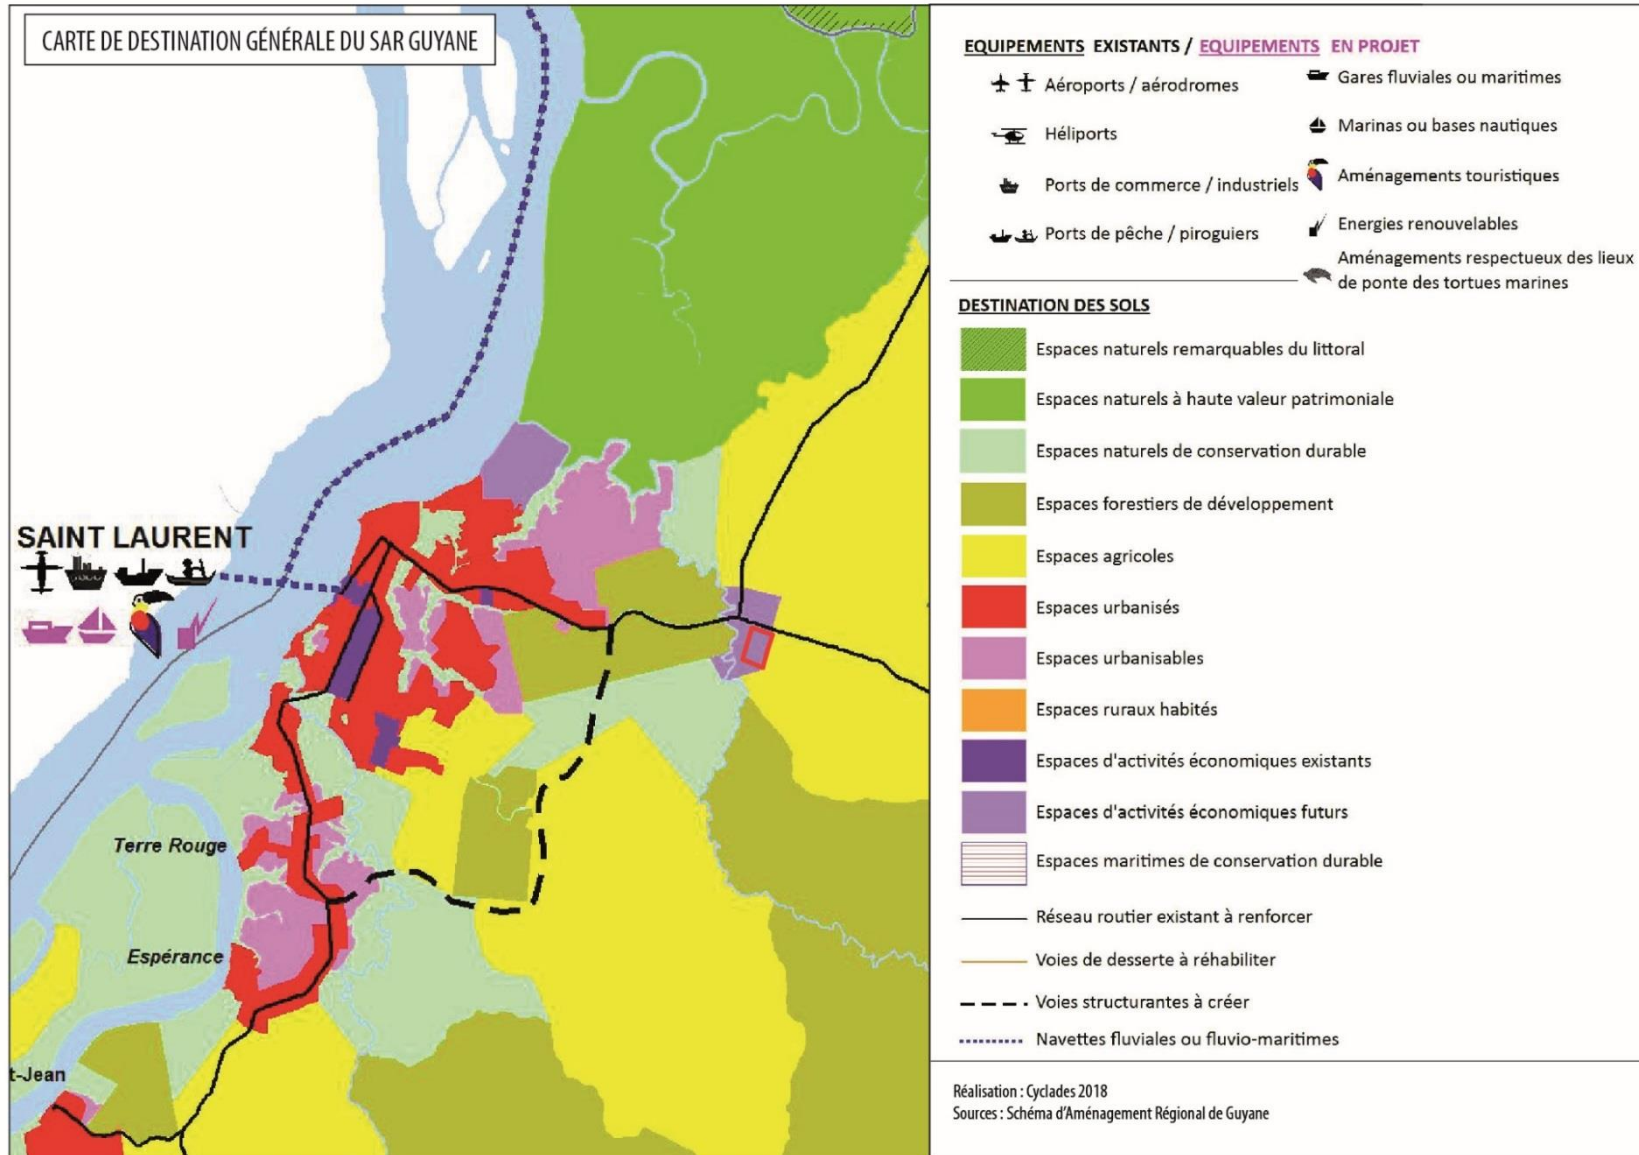 CARTE DE DESTINATION GÉNÉRALE DU SAR GUYANE
SAINT LAURENT
Terre Rouge
Espérance
t-Jean
EQUIPEMENTS EXISTANTS / EQUIPEMENTS EN PROJET
Aéroports / aérodromes
Héliports
Ports de commerce / industriels
Ports de pêche / piroguiers
Gares fluviales ou maritimes
Marinas ou bases nautiques
Aménagements touristiques
Energies renouvelables
Aménagements respectueux des lieux
de ponte des tortues marines
DESTINATION DES SOLS
Espaces naturels remarquables du littoral
Espaces naturels à haute valeur patrimoniale
Espaces naturels de conservation durable
Espaces forestiers de développement
Espaces agricoles
Espaces urbanisés
Espaces urbanisables
Espaces ruraux habités
Espaces d'activités économiques existants
Espaces d'activités économiques futurs
Espaces maritimes de conservation durable
Réseau routier existant à renforcer
Voies de desserte à réhabiliter
Voies structurantes à créer
Navettes fluviales ou fluvio-maritimes
Réalisation : Cyclades 2018
Sources : Schéma d'Aménagement Régional de Guyane